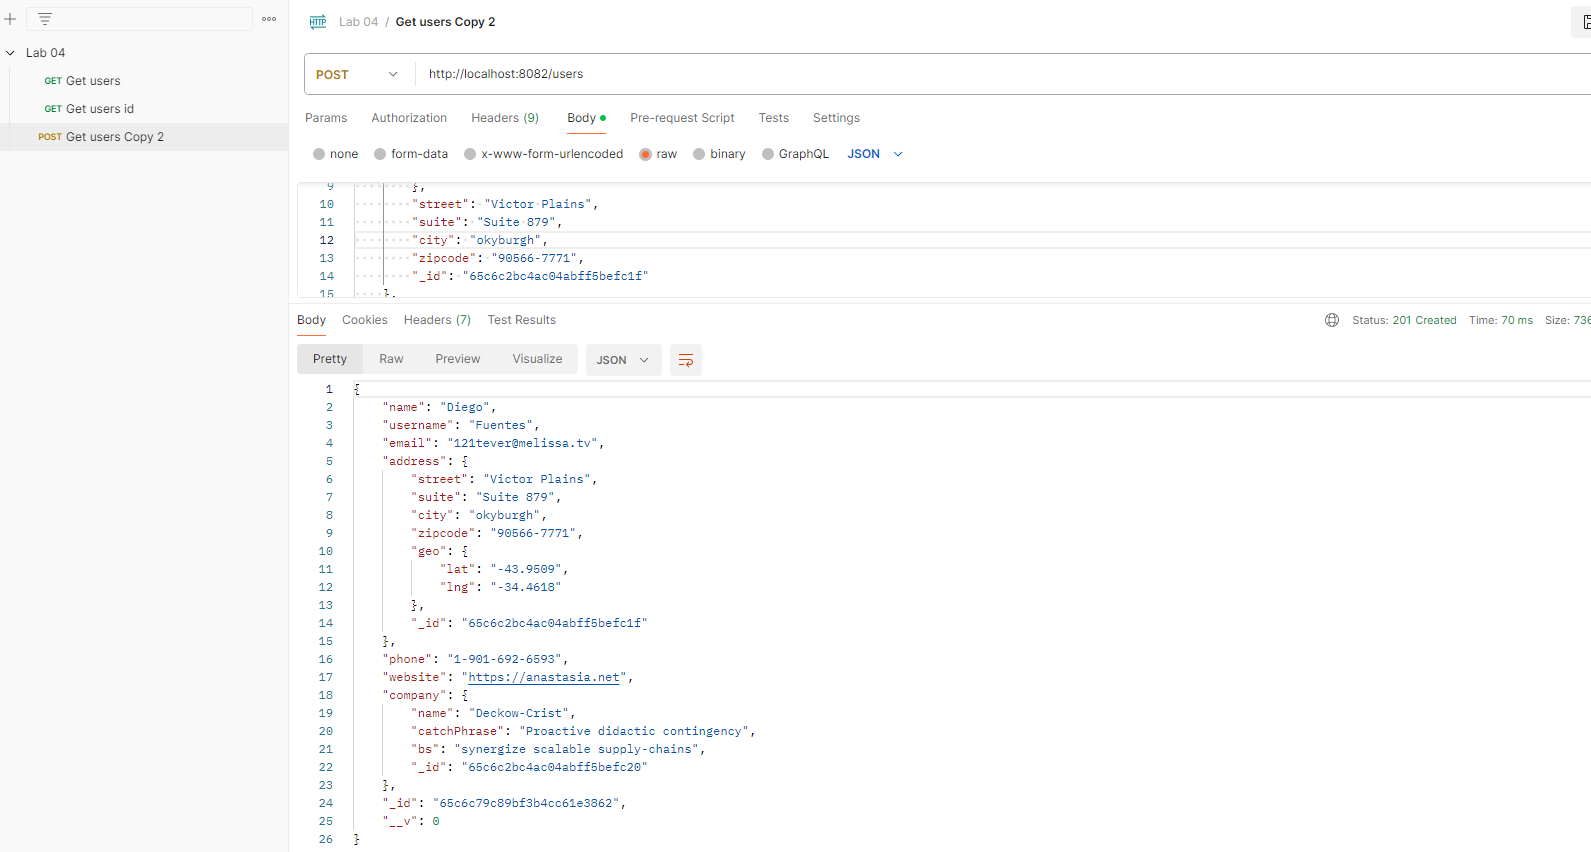 Lab 04
GET Get users
GET Get users id
POST Get users Copy 2
HTTP Lab 04 / Get users Copy 2
POST http://localhost:8082/users
Params Authorization Headers (9) Body Pre-request Script Tests Settings
none form-data x-www-form-urlencoded raw binary GraphQL JSON
9 },
10 "street": "Victor Plains",
11 "suite": "Suite 879",
12 "city": "okyburgh",
13 "zipcode": "90566-7771",
14 "_id": "65c6c2bc4ac04abff5befc1f"
15 },
Body Cookies Headers (7) Test Results Status: 201 Created Time: 70 ms Size: 736
Pretty Raw Preview Visualize JSON
1 {
2 "name": "Diego",
3 "username": "Fuentes",
4 "email": "121tever@melissa.tv",
5 "address": {
6 "street": "Victor Plains",
7 "suite": "Suite 879",
8 "city": "okyburgh",
9 "zipcode": "90566-7771",
10 "geo": {
11 "lat": "-43.9509",
12 "lng": "-34.4618"
13 },
14 "_id": "65c6c2bc4ac04abff5befc1f"
15 },
16 "phone": "1-901-692-6593",
17 "website": "https://anastasia.net",
18 "company": {
19 "name": "Deckow-Crist",
20 "catchPhrase": "Proactive didactic contingency",
21 "bs": "synergize scalable supply-chains",
22 "_id": "65c6c2bc4ac04abff5befc20"
23 },
24 "_id": "65c6c79c89bf3b4cc61e3862",
25 "__v": 0
26 }